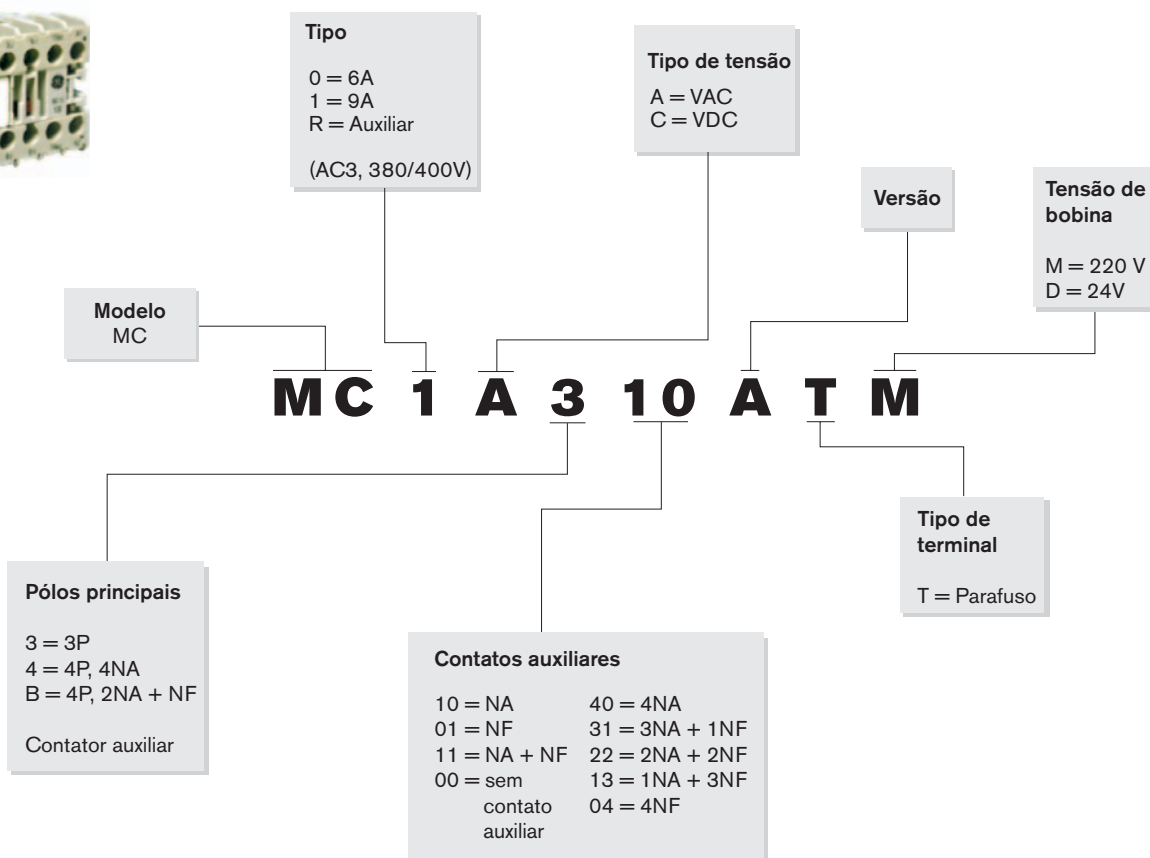 Tipo
0 = 6A
1 = 9A
R = Auxiliar
(AC3, 380/400V)
Tipo de tensão
A = VAC
C = VDC
Versão
Tensão de
bobina
M = 220 V
D = 24V
Modelo
MC
MC 1 A 3 10 A T M
Tipo de
terminal
T = Parafuso
Pólos principais
3 = 3P
4 = 4P, 4NA
B = 4P, 2NA + NF
Contator auxiliar
Contatos auxiliares
10 = NA 40 = 4NA
01 = NF 31 = 3NA + 1NF
11 = NA + NF 22 = 2NA + 2NF
00 = sem 13 = 1NA + 3NF
contato 04 = 4NF
auxiliar